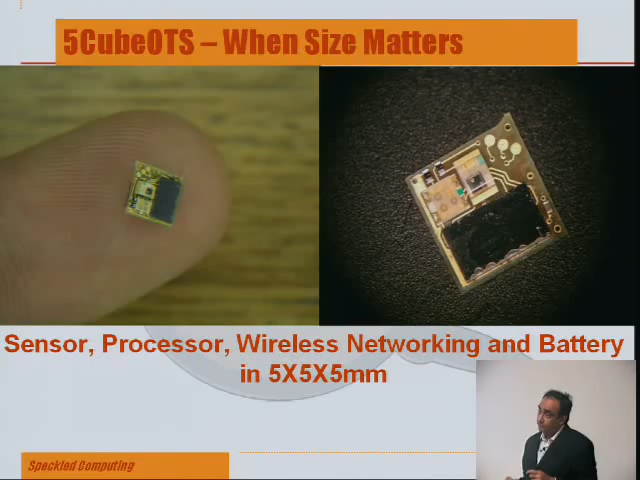 5CubeOTS – When Size Matters
Sensor, Processor, Wireless Networking and Battery
in 5X5X5mm
Speckled Computing